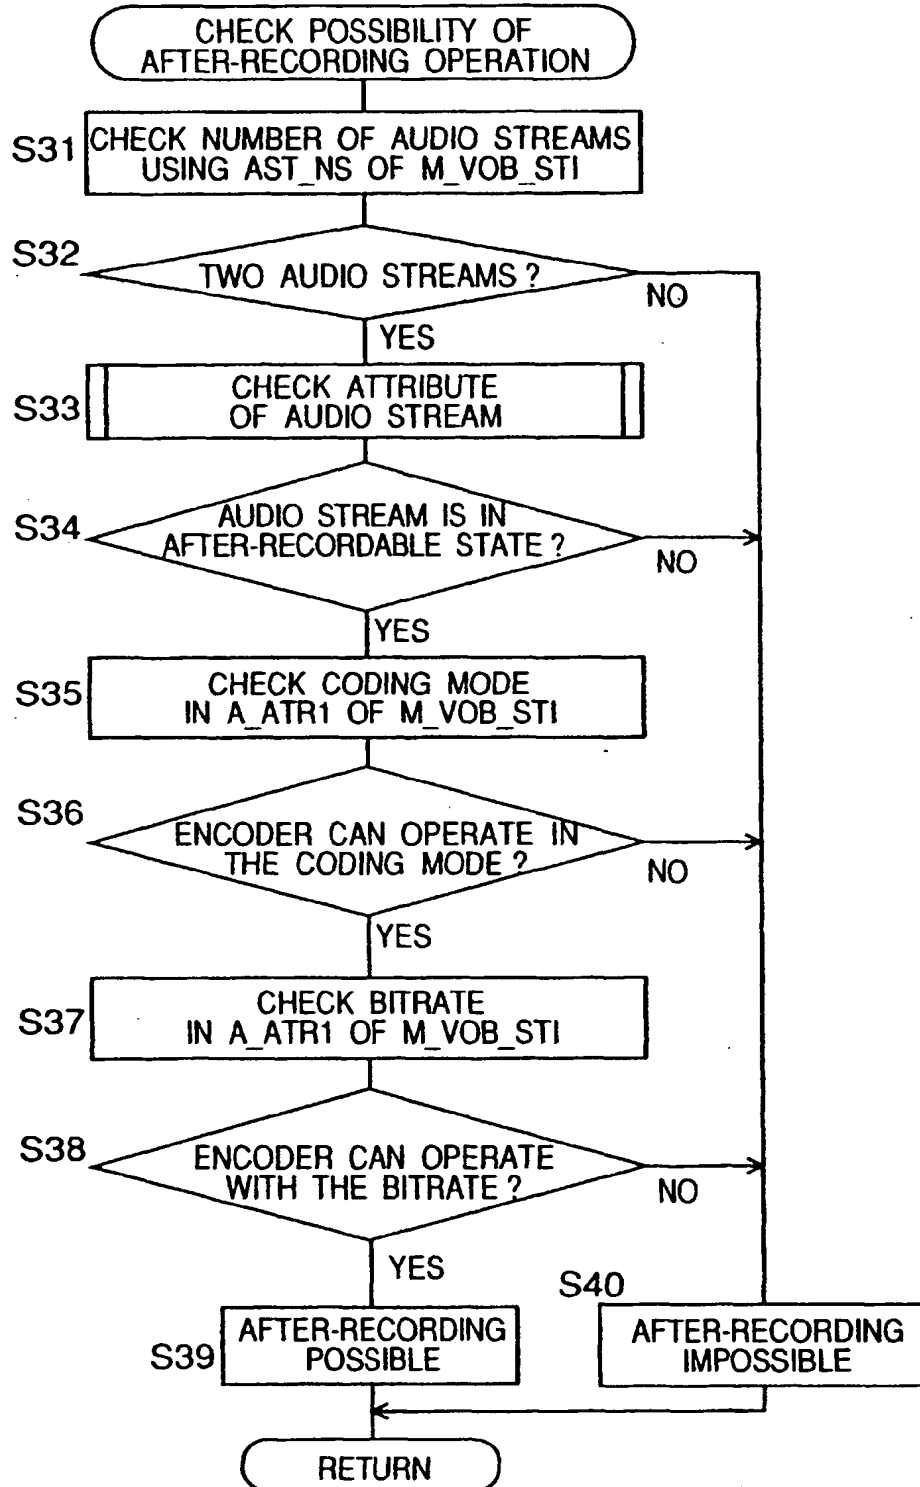 CHECK POSSIBILITY OF
AFTER-RECORDING OPERATION
S31
CHECK NUMBER OF AUDIO STREAMS
USING AST_NS OF M_VOB_STI
S32
TWO AUDIO STREAMS ?
NO
YES
S33
CHECK ATTRIBUTE
OF AUDIO STREAM
S34
AUDIO STREAM IS IN
AFTER-RECORDABLE STATE ?
NO
YES
S35
CHECK CODING MODE
IN A_ATR1 OF M_VOB_STI
S36
ENCODER CAN OPERATE IN
THE CODING MODE ?
NO
YES
S37
CHECK BITRATE
IN A_ATR1 OF M_VOB_STI
S38
ENCODER CAN OPERATE
WITH THE BITRATE ?
NO
YES
S39
AFTER-RECORDING
POSSIBLE
S40
AFTER-RECORDING
IMPOSSIBLE
RETURN